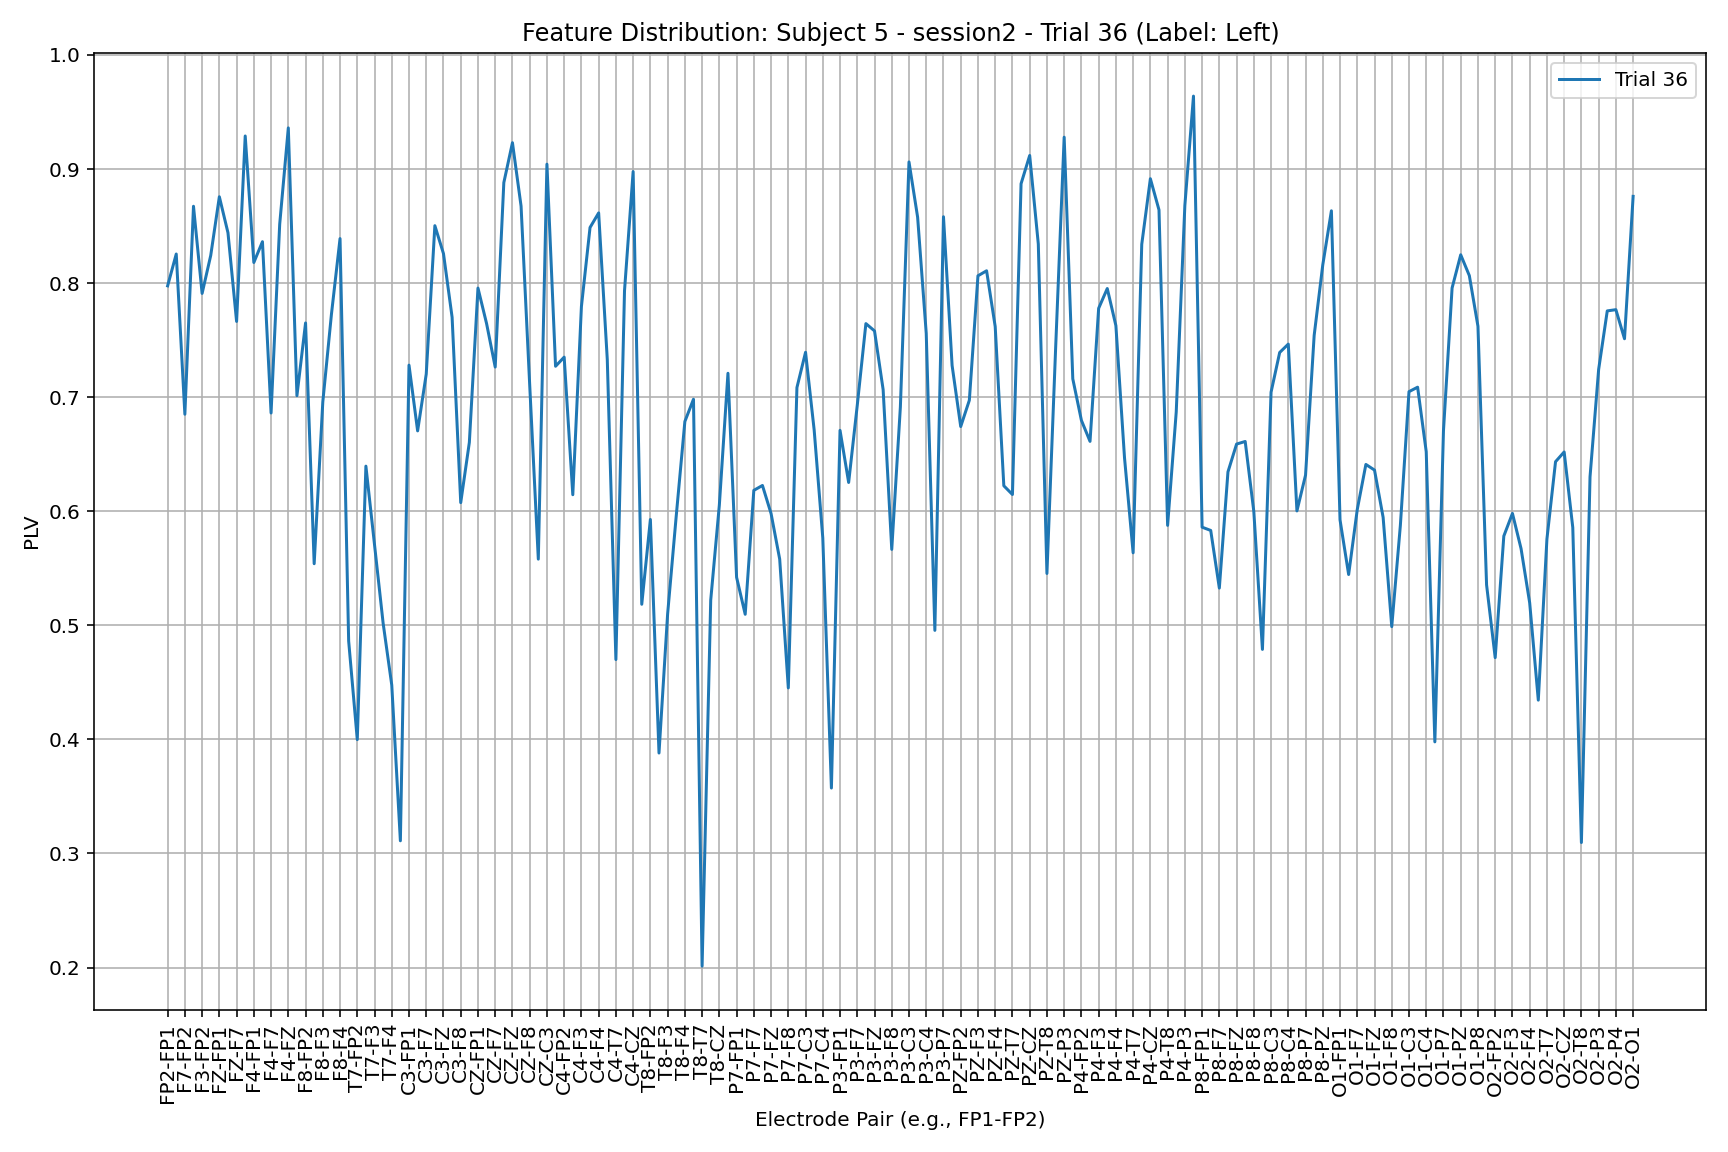 Feature Distribution: Subject 5 - session2 - Trial 36 (Label: Left)
Trial 36
1.0
0.9
0.8
0.7
0.6
0.5
0.4
0.3
0.2
PLV
FP2-FP1
F7-FP2
F3-FP2
FZ-FP1
FZ-F7
F4-FP1
F4-F7
F4-FZ
F8-FP2
F8-F3
F8-F4
T7-FP2
T7-F3
T7-F4
C3-FP1
C3-F7
C3-FZ
C3-F8
CZ-FP1
CZ-F7
CZ-FZ
CZ-F8
CZ-C3
C4-FP2
C4-F3
C4-F4
C4-T7
C4-CZ
T8-FP2
T8-F3
T8-F4
T8-T7
T8-CZ
P7-FP1
P7-F7
P7-FZ
P7-F8
P7-C3
P7-C4
P3-FP1
P3-F7
P3-FZ
P3-F8
P3-C3
P3-C4
P3-P7
PZ-FP2
PZ-F3
PZ-F4
PZ-T7
PZ-CZ
PZ-T8
PZ-P3
P4-FP2
P4-F3
P4-F4
P4-T7
P4-CZ
P4-T8
P4-P3
P8-FP1
P8-F7
P8-FZ
P8-F8
P8-C3
P8-C4
P8-P7
P8-PZ
O1-FP1
O1-F7
O1-FZ
O1-F8
O1-C3
O1-C4
O1-P7
O1-PZ
O1-P8
O2-FP2
O2-F3
O2-F4
O2-T7
O2-CZ
O2-T8
O2-P3
O2-P4
O2-O1
Electrode Pair (e.g., FP1-FP2)